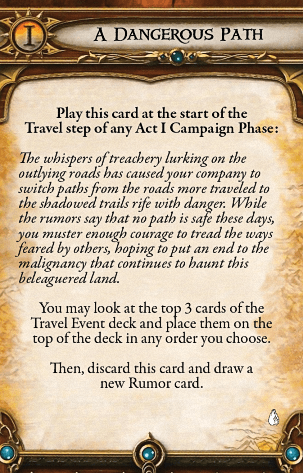 I
A Dangerous Path
Play this card at the start of the
Travel step of any Act I Campaign Phase:
The whispers of treachery lurking on the
outlying roads has caused your company to
switch paths from the roads more traveled to
the shadowed trails rife with danger. While
the rumors say that no path is safe these days,
you muster enough courage to tread the ways
feared by others, hoping to put an end to the
malignancy that continues to haunt this
beleaguered land.
You may look at the top 3 cards of the
Travel Event deck and place them on the
top of the deck in any order you choose.
Then, discard this card and draw a
new Rumor card.